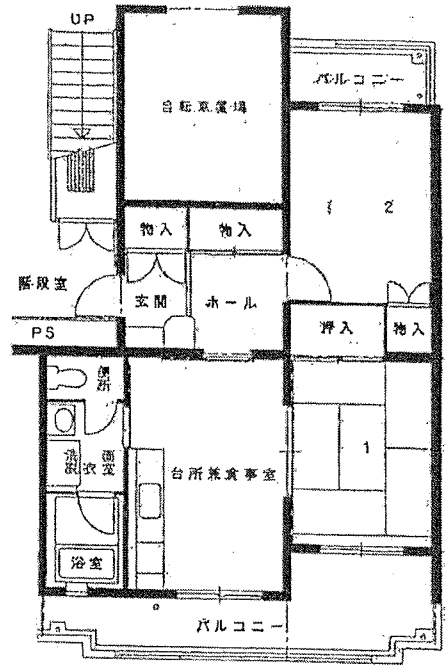 UP
バルコニー
自転車置場
2
物入
物入
階段室
玄関
ホール
押入
物入
PS
便所
洗面
脱衣室
台所兼食事室
1
浴室
バルコニー